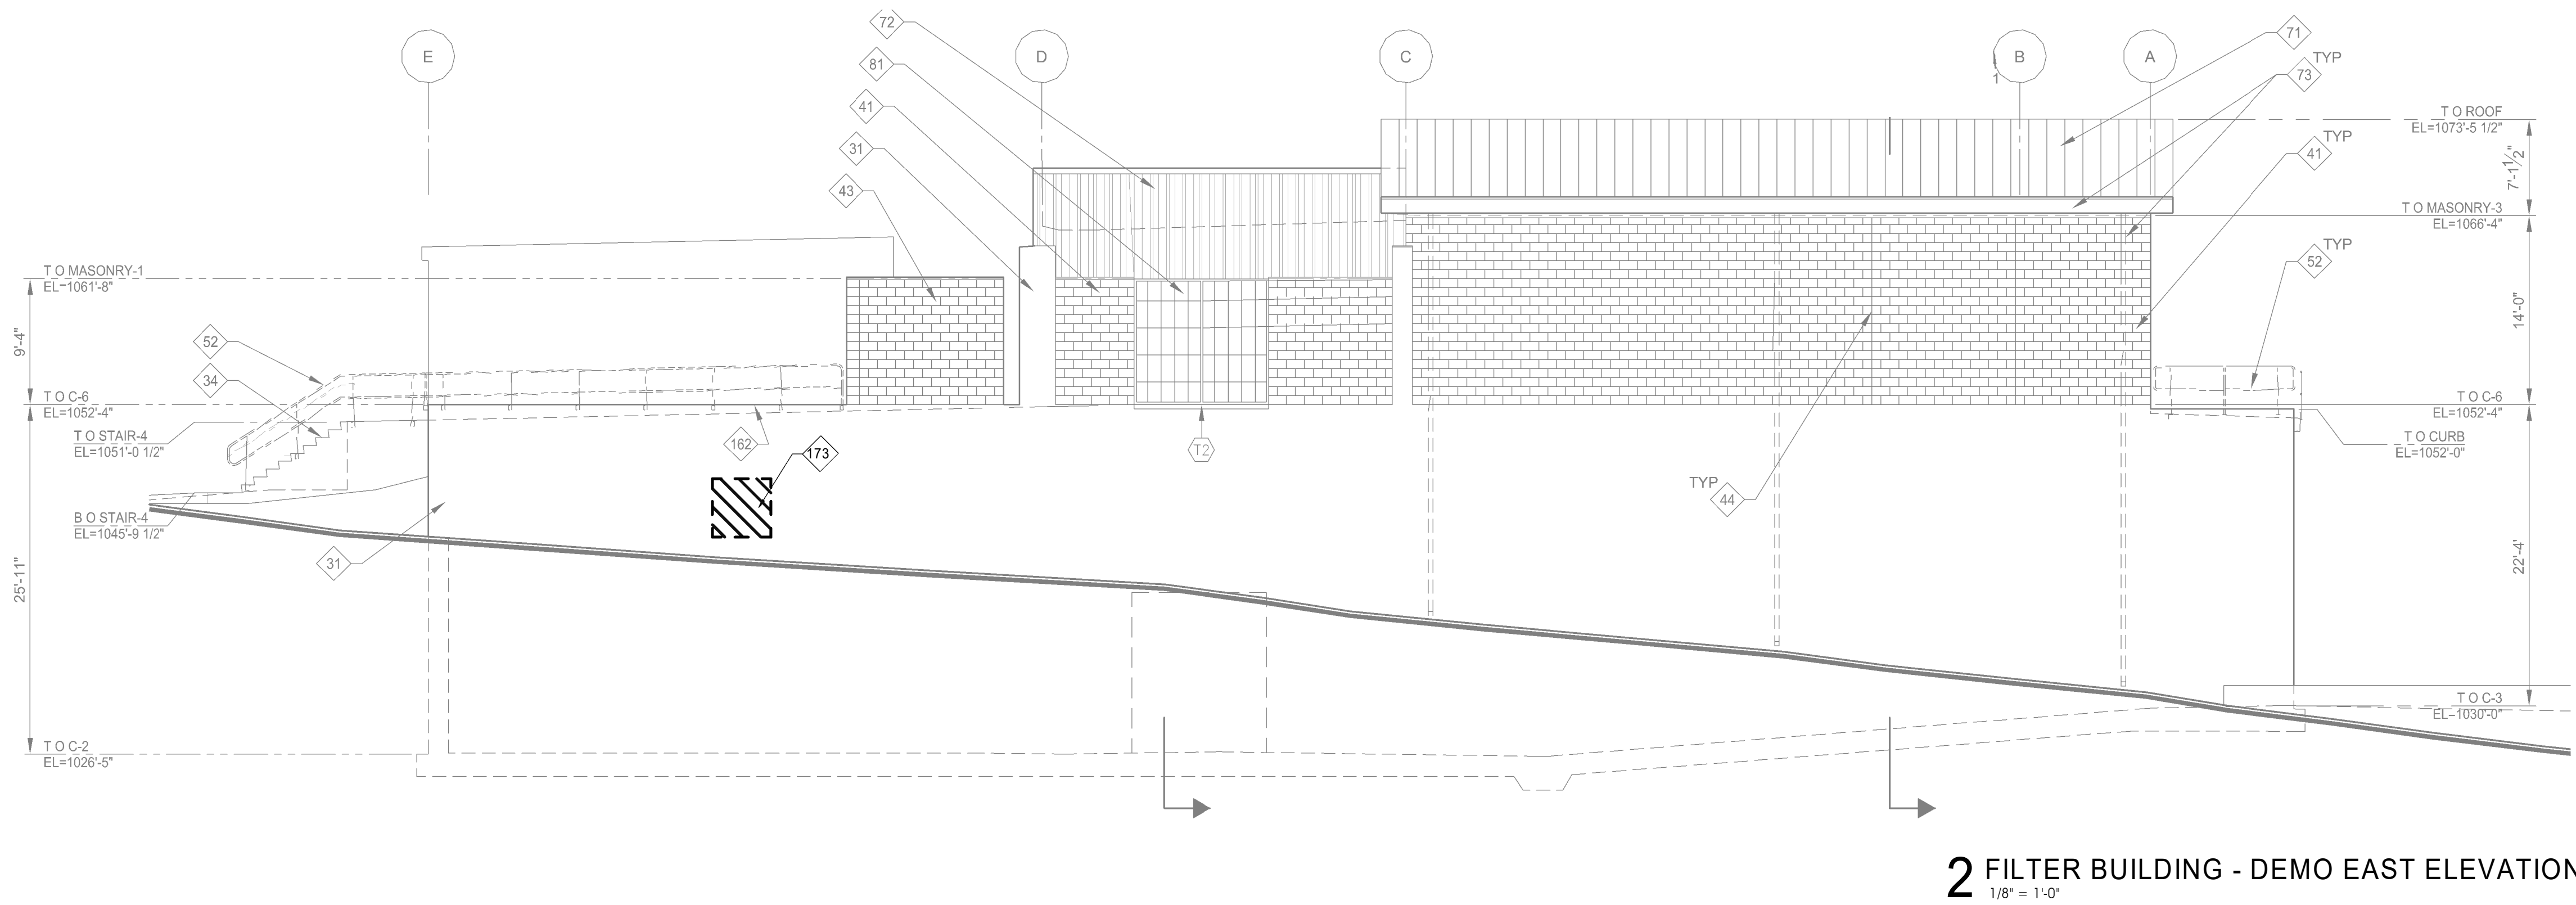 72
E
D
C
B
A
71
TYP
73
81
41
31
43
11
T O ROOF
EL=1073'-5 1/2"
TYP
41
7'-1 1/2"
T O MASONRY-3
EL=1066'-4"
TYP
52
T O MASONRY-1
EL=1061'-8"
9'-4"
14'-0"
52
34
T O C-6
EL=1052'-4"
T O C-6
EL=1052'-4"
T O STAIR-4
EL=1051'-0 1/2"
162
173
T2
T O CURB
EL=1052'-0"
TYP
44
B O STAIR-4
EL=1045'-9 1/2"
31
25'-11"
22'-4'
T O C-3
EL=1030'-0"
T O C-2
EL=1026'-5"
2 FILTER BUILDING - DEMO EAST ELEVATION
1/8" = 1'-0"